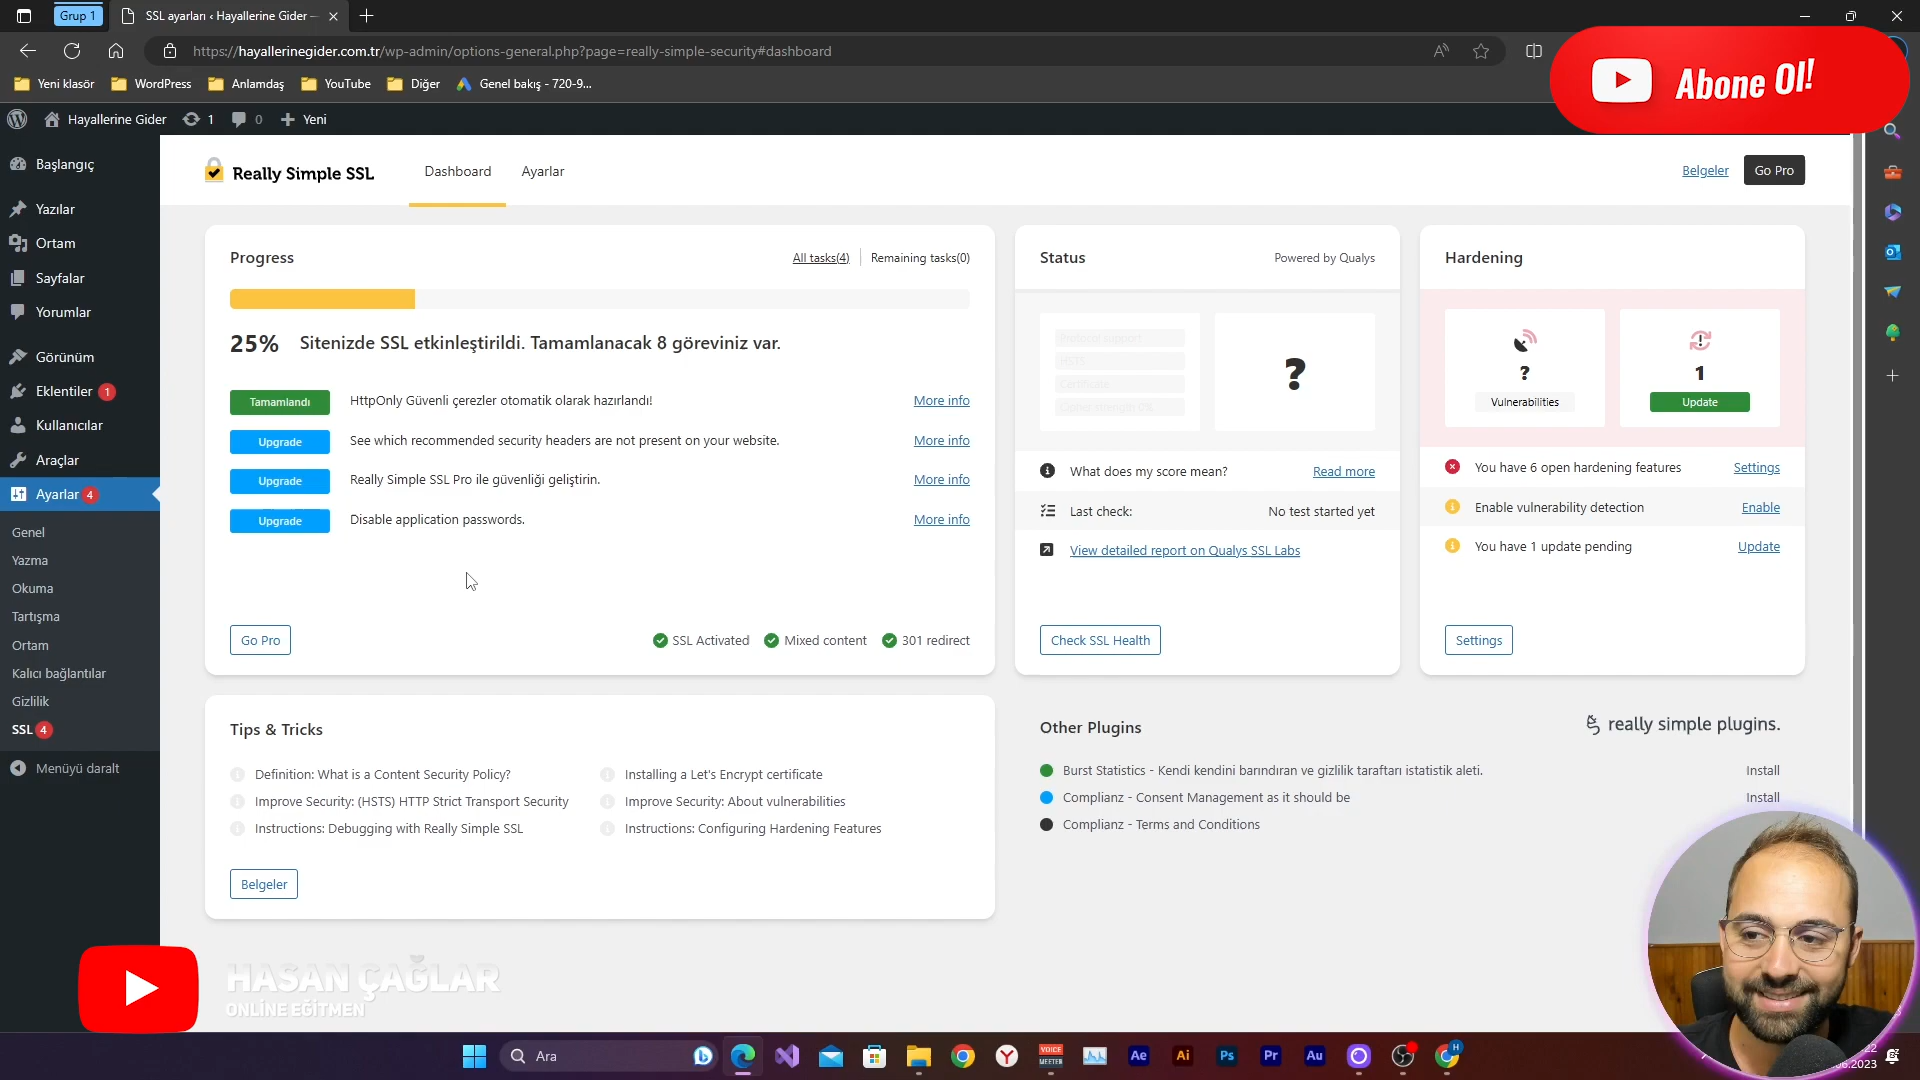 Grup 1
SSL ayarları ‹ Hayallerine Gider —
https://hayallerinegider.com.tr/wp-admin/options-general.php?page=really-simple-security#dashboard
Yeni klasör
WordPress
Anlamdaş
YouTube
Diğer
Genel bakış - 720-9...
Abone Ol!
Hayallerine Gider
1
0
Yeni
Başlangıç
Yazılar
Ortam
Sayfalar
Yorumlar
Görünüm
Eklentiler 1
Kullanıcılar
Araçlar
Ayarlar 4
Genel
Yazma
Okuma
Tartışma
Ortam
Kalıcı bağlantılar
Gizlilik
SSL 4
Menüyü daralt
Really Simple SSL
Dashboard
Ayarlar
Belgeler
Go Pro
Progress
All tasks(4)
Remaining tasks(0)
25%
Sitenizde SSL etkinleştirildi. Tamamlanacak 8 göreviniz var.
Tamamlandı
HttpOnly Güvenli çerezler otomatik olarak hazırlandı!
More info
Upgrade
See which recommended security headers are not present on your website.
More info
Upgrade
Really Simple SSL Pro ile güvenliği geliştirin.
More info
Upgrade
Disable application passwords.
More info
Go Pro
SSL Activated
Mixed content
301 redirect
Status
Powered by Qualys
Protocol support
HSTS
Certificate
?
What does my score mean?
Read more
Last check:
No test started yet
View detailed report on Qualys SSL Labs
Check SSL Health
Hardening
?
Vulnerabilities
1
Update
You have 6 open hardening features
Settings
Enable vulnerability detection
Enable
You have 1 update pending
Update
Settings
Tips & Tricks
Definition: What is a Content Security Policy?
Installing a Let's Encrypt certificate
Improve Security: (HSTS) HTTP Strict Transport Security
Improve Security: About vulnerabilities
Instructions: Debugging with Really Simple SSL
Instructions: Configuring Hardening Features
Belgeler
Other Plugins
really simple plugins.
Burst Statistics - Kendi kendini barındıran ve gizlilik taraftarı istatistik aleti.
Install
Complianz - Consent Management as it should be
Install
Complianz - Terms and Conditions
HASAN ÇAĞLAR
ONLİNE EĞİTMEN
Ara
VOICE
MEETER
Ae
Ai
Ps
Pr
Au
H